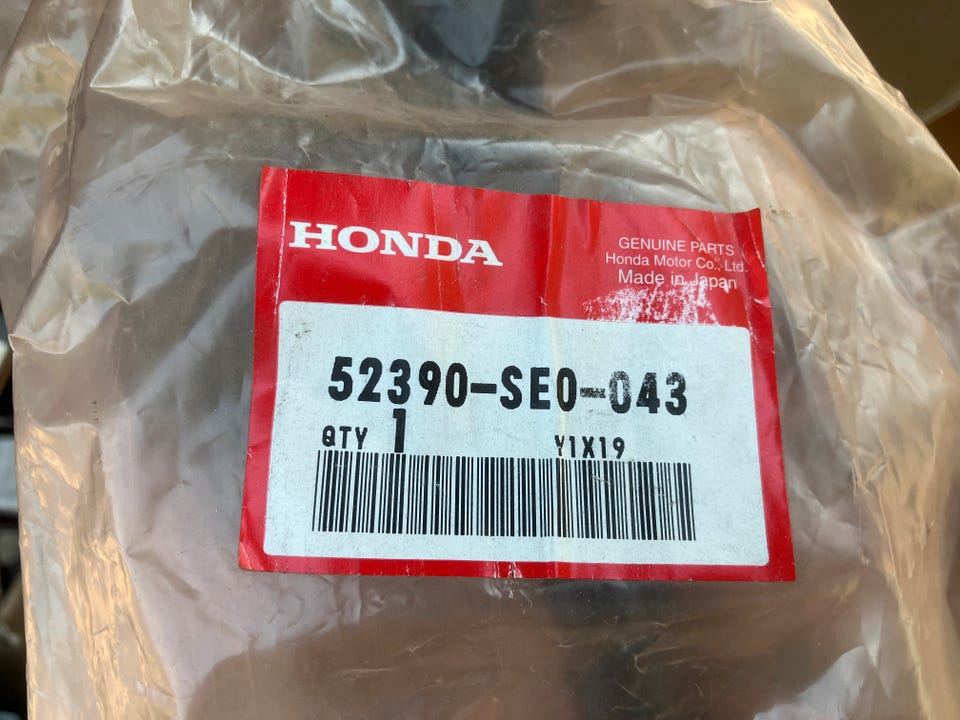 HONDA
GENUINE PARTS
Honda Motor Co., Ltd.
Made in Japan
52390-SE0-043
QTY 1 Y1X19